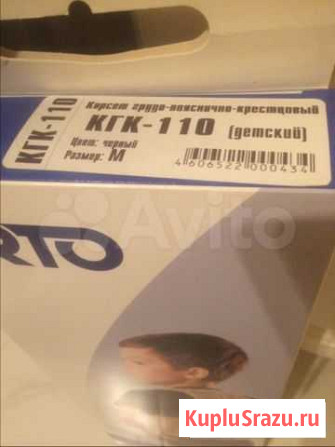 КГК-110
Корсет грудо-пояснично-крестцовый
КГК-110 (детский)
Цвет: черный
Размер: M
4606522000434
Avito
RTO
KupluSrazu.ru